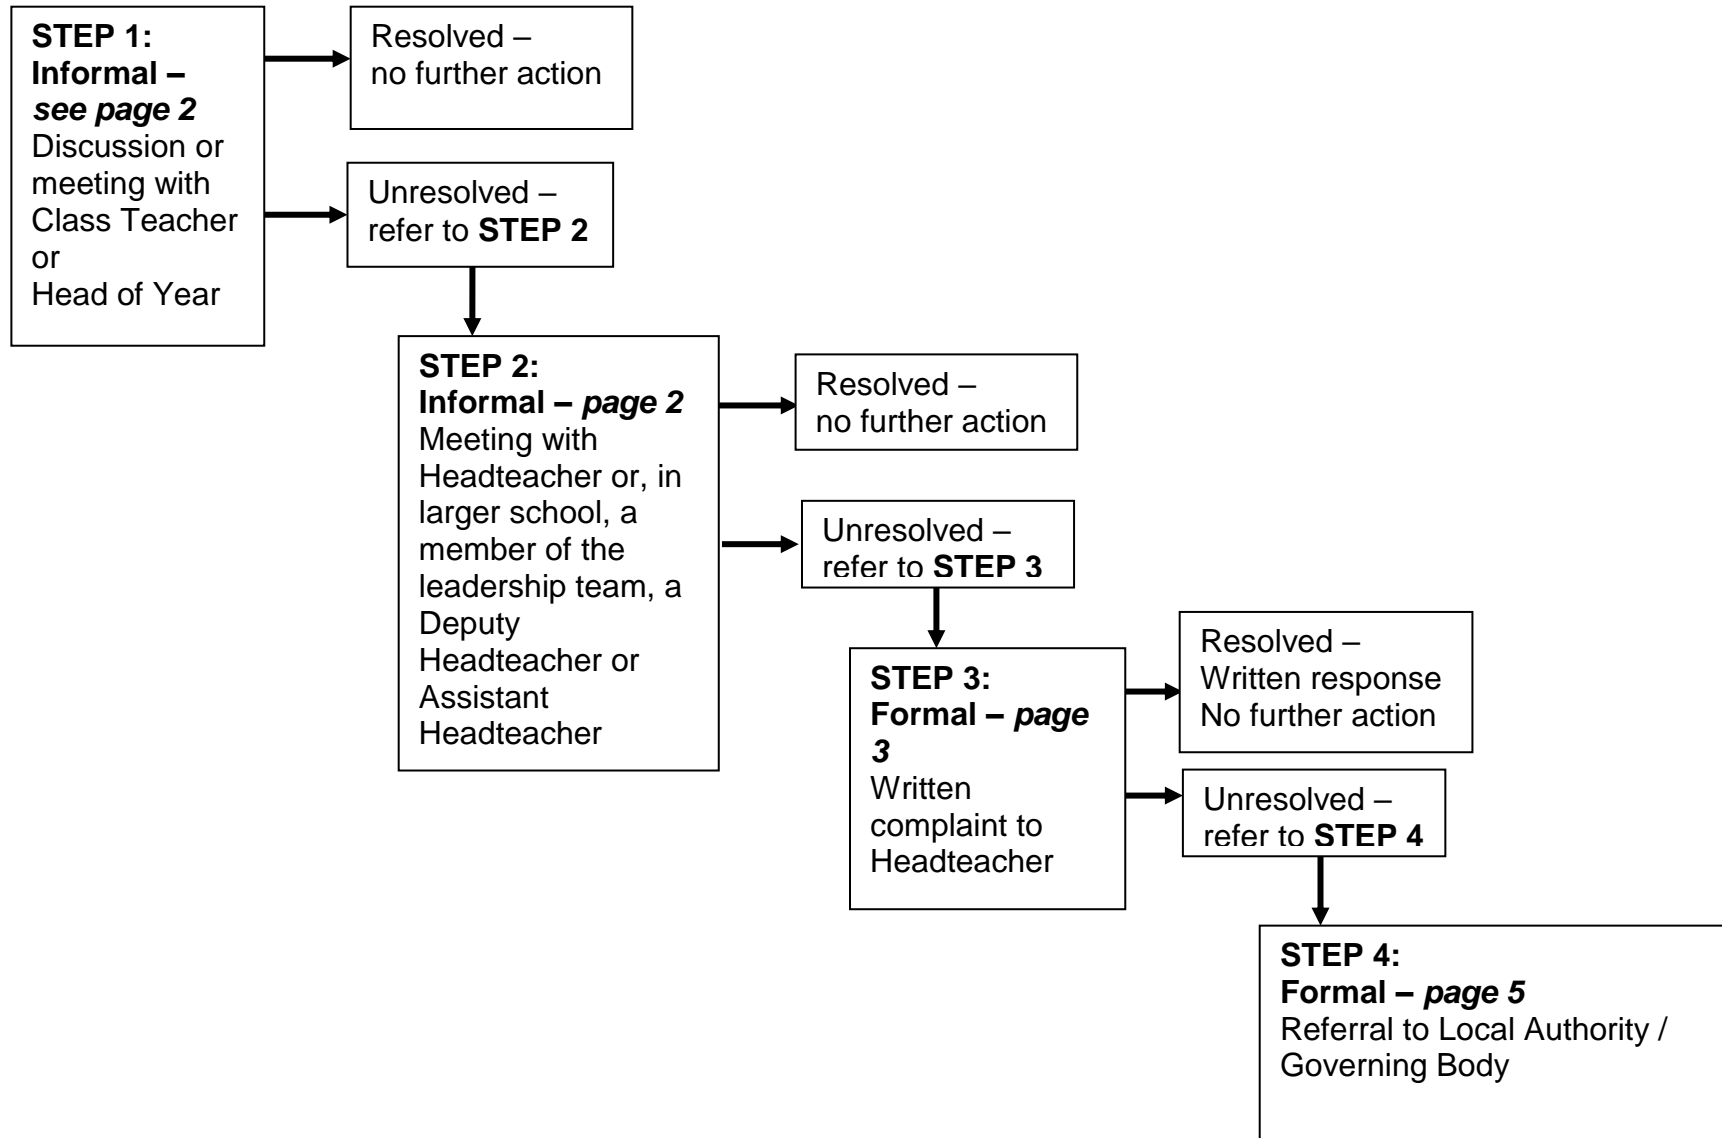 STEP 1:
Informal –
see page 2
Discussion or
meeting with
Class Teacher
or
Head of Year
Resolved –
no further action
Unresolved –
refer to STEP 2
STEP 2:
Informal – page 2
Meeting with
Headteacher or, in
larger school, a
member of the
leadership team, a
Deputy
Headteacher or
Assistant
Headteacher
Resolved –
no further action
Unresolved –
refer to STEP 3
STEP 3:
Formal – page
3
Written
complaint to
Headteacher
Resolved –
Written response
No further action
Unresolved –
refer to STEP 4
STEP 4:
Formal – page 5
Referral to Local Authority /
Governing Body